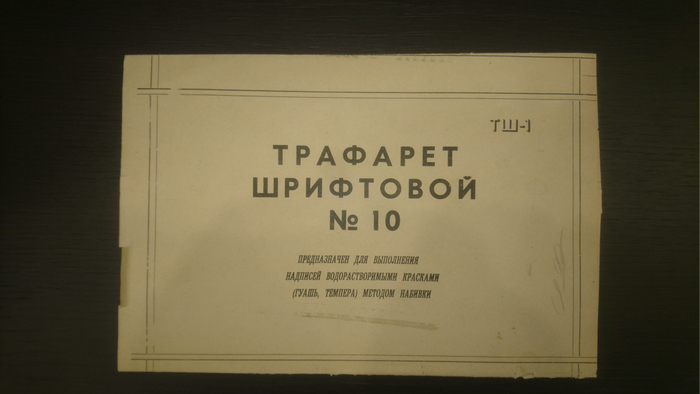 ТШ-1
ТРАФАРЕТ
ШРИФТОВОЙ
№ 10
ПРЕДНАЗНАЧЕН ДЛЯ ВЫПОЛНЕНИЯ
НАДПИСЕЙ ВОДОРАСТВОРИМЫМИ КРАСКАМИ
(ГУАШЬ, ТЕМПЕРА) МЕТОДОМ НАБИВКИ